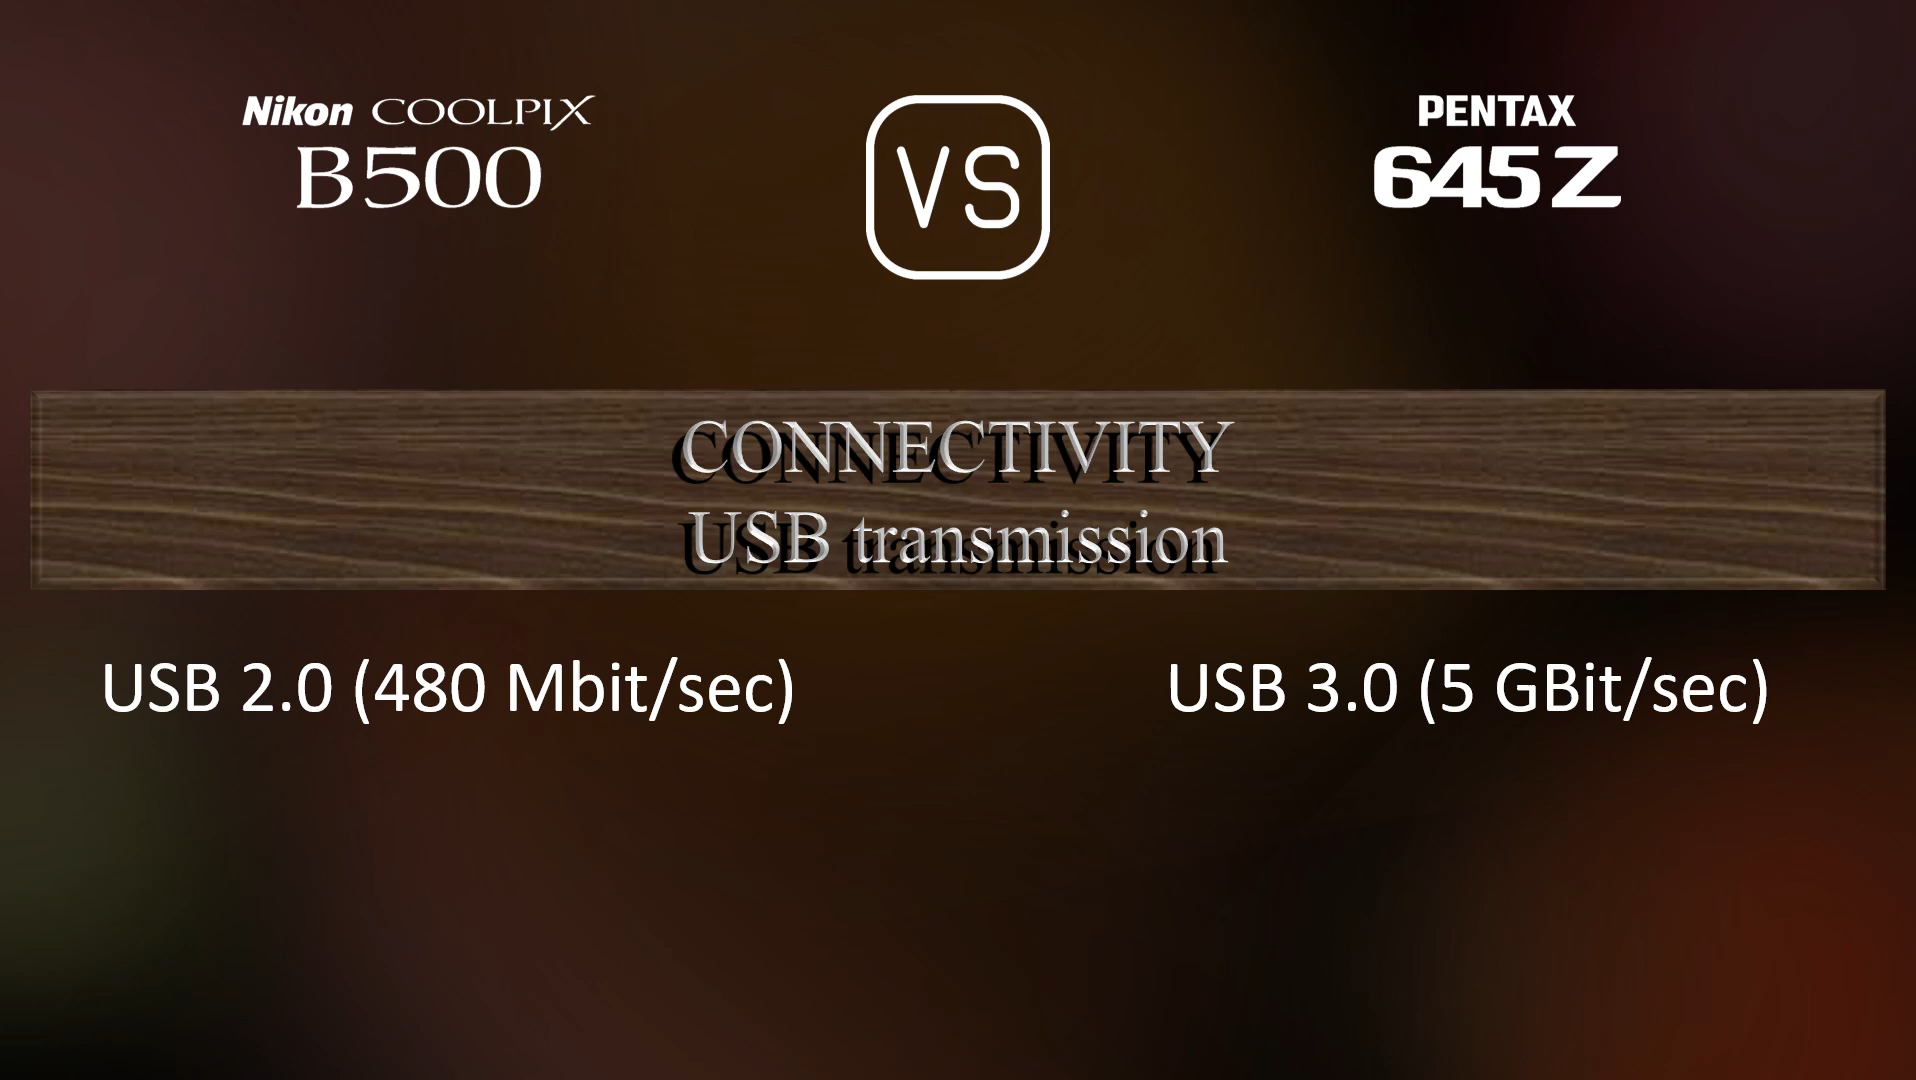 Nikon COOLPIX
B500
VS
PENTAX
645Z
CONNECTIVITY
USB transmission
USB 2.0 (480 Mbit/sec)
USB 3.0 (5 GBit/sec)